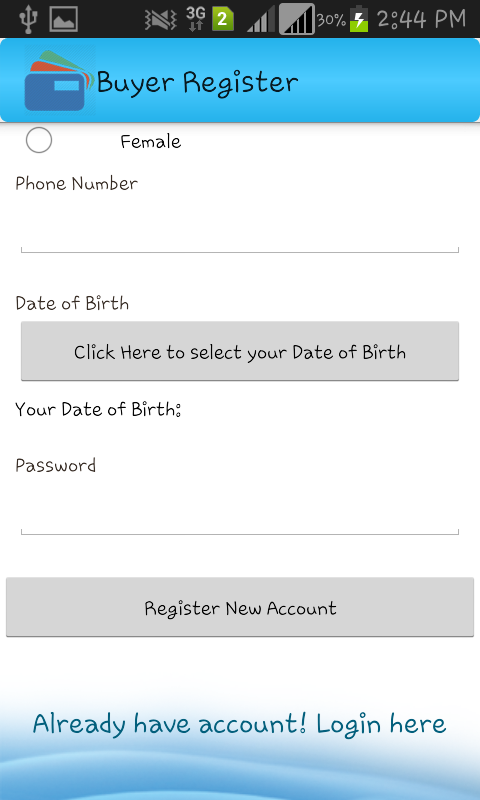 3G 2 30% 2:44 PM
Buyer Register
Female
Phone Number
Date of Birth
Click Here to select your Date of Birth
Your Date of Birth:
Password
Register New Account
Already have account! Login here